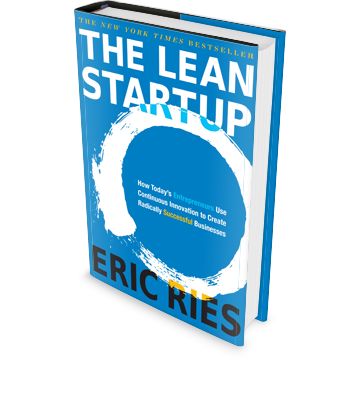 THE NEW YORK TIMES BESTSELLER
THE LEAN
STARTUP
How Today's Entrepreneurs Use
Continuous Innovation to Create
Radically Successful Businesses
ERIC RIES